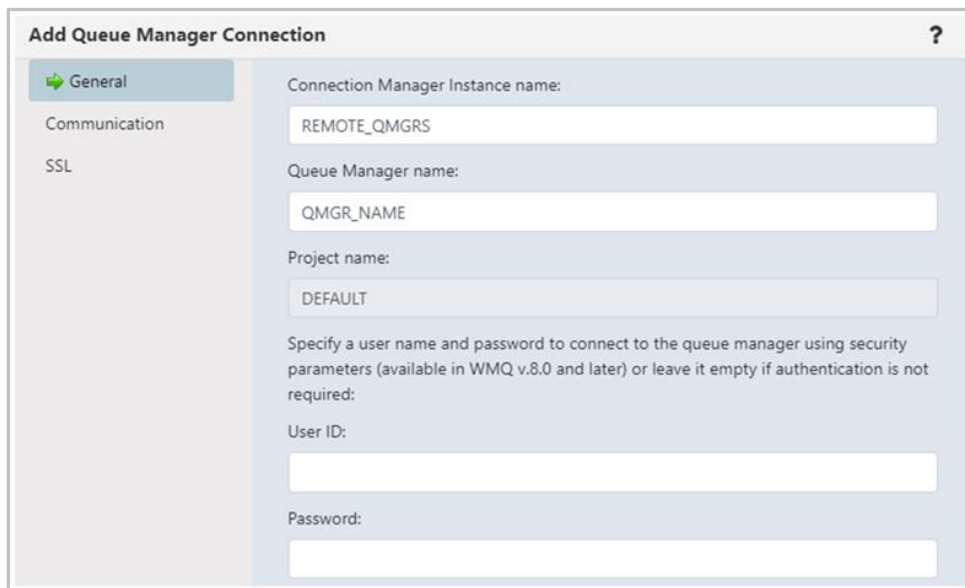 Add Queue Manager Connection
?
General
Communication
SSL
Connection Manager Instance name:
REMOTE_QMGRS
Queue Manager name:
QMGR_NAME
Project name:
DEFAULT
Specify a user name and password to connect to the queue manager using security
parameters (available in WMQ v.8.0 and later) or leave it empty if authentication is not
required:
User ID:
Password: